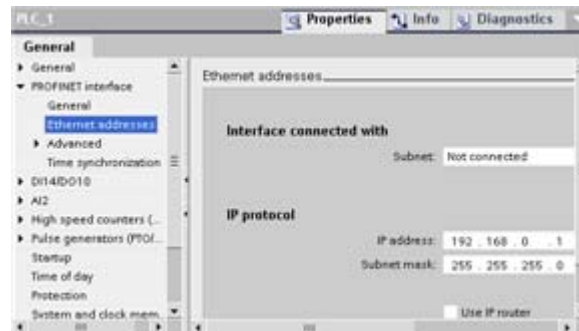 PLC_1
Properties Info Diagnostics
General
General
PROFINET interface
General
Ethernet addresses
Advanced
Time synchronization
DI14/DO10
AI2
High speed counters (...
Pulse generators (PTO/...
Startup
Time of day
Protection
System and clock mem...
Ethernet addresses
Interface connected with
Subnet: Not connected
IP protocol
IP address: 192 . 168 . 0 . 1
Subnet mask: 255 . 255 . 255 . 0
Use IP router